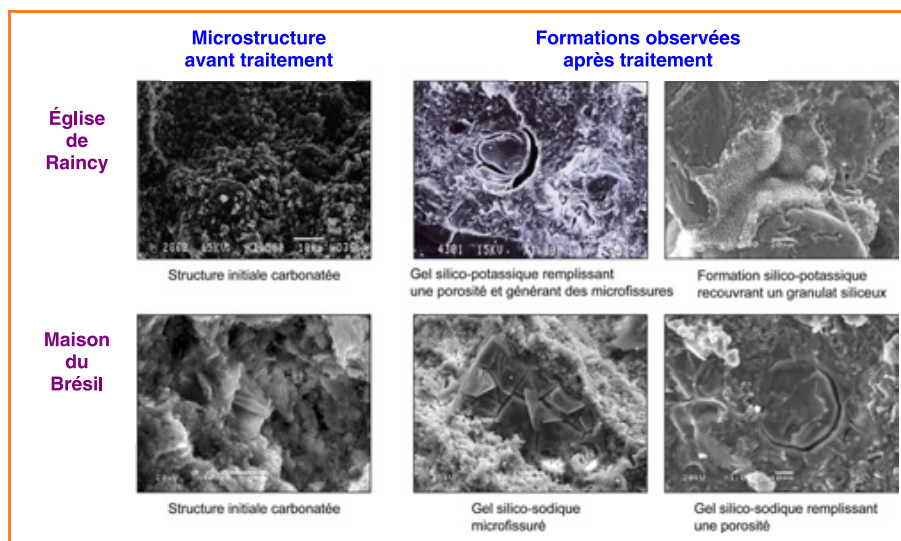 Microstructure
avant traitement
Formations observées
après traitement
Église
de
Raincy
Structure initiale carbonatée
Gel silico-potassique remplissant
une porosité et générant des microfissures
Formation silico-potassique
recouvrant un granulat siliceux
Maison
du
Brésil
Structure initiale carbonatée
Gel silico-sodique
microfissuré
Gel silico-sodique remplissant
une porosité